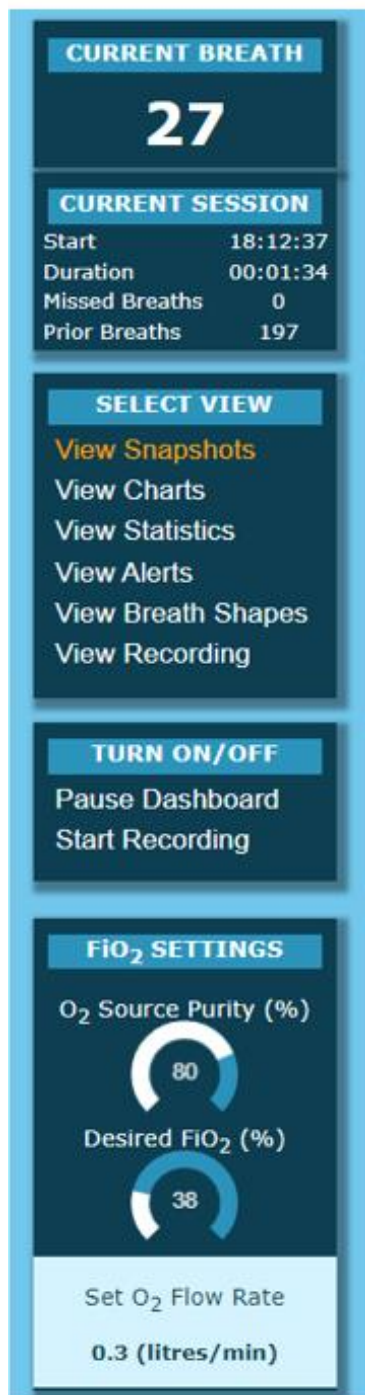 CURRENT BREATH
27
CURRENT SESSION
Start 18:12:37
Duration 00:01:34
Missed Breaths 0
Prior Breaths 197
SELECT VIEW
View Snapshots
View Charts
View Statistics
View Alerts
View Breath Shapes
View Recording
TURN ON/OFF
Pause Dashboard
Start Recording
FiO₂ SETTINGS
O₂ Source Purity (%)
80
Desired FiO₂ (%)
38
Set O₂ Flow Rate
0.3 (litres/min)